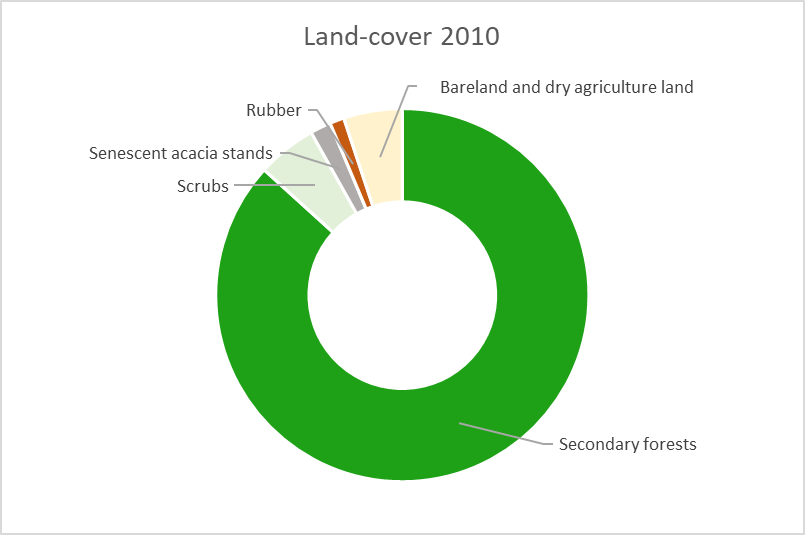 Land-cover 2010
Bareland and dry agriculture land
Rubber
Senescent acacia stands
Scrubs
Secondary forests